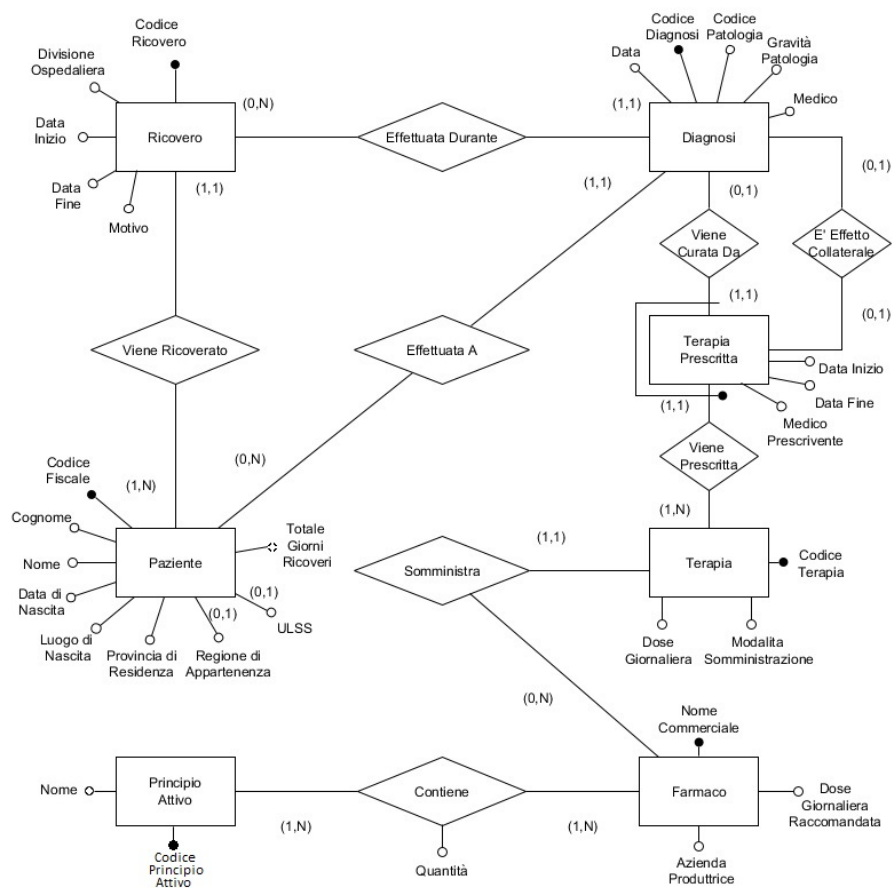 Codice
Ricovero
Divisione
Ospedaliera
Data
Inizio
Data
Fine
Motivo
Ricovero
(0,N)
(1,1)
Effettuata Durante
(1,1)
Data
Codice
Diagnosi
Codice
Patologia
Gravità
Patologia
Medico
Diagnosi
(1,1)
(0,1)
(0,1)
Viene
Curata Da
E' Effetto
Collaterale
(1,1)
(0,1)
Terapia
Prescritta
Data Inizio
Data Fine
Medico
Prescrivente
(1,1)
Viene Ricoverato
Effettuata A
Viene
Prescritta
(1,N)
(0,N)
(1,N)
Codice
Fiscale
Cognome
Nome
Data di
Nascita
Luogo di
Nascita
Provincia di
Residenza
(0,1)
Regione di
Appartenenza
(0,1)
ULSS
Totale
Giorni
Ricoveri
Paziente
Somministra
(1,1)
Terapia
Codice
Terapia
Dose
Giornaliera
Modalita
Somministrazione
(0,N)
Nome
Commerciale
Nome
Principio
Attivo
Codice
Principio
Attivo
(1,N)
Contiene
Quantità
(1,N)
Farmaco
Dose
Giornaliera
Raccomandata
Azienda
Produttrice